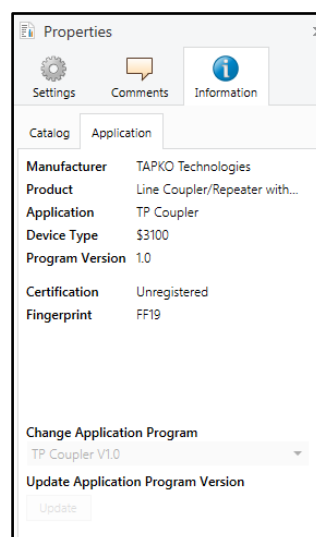 Properties
Settings Comments Information
Catalog Application
Manufacturer TAPKO Technologies
Product Line Coupler/Repeater with...
Application TP Coupler
Device Type $3100
Program Version 1.0
Certification Unregistered
Fingerprint FF19
Change Application Program
TP Coupler V1.0
Update Application Program Version
Update